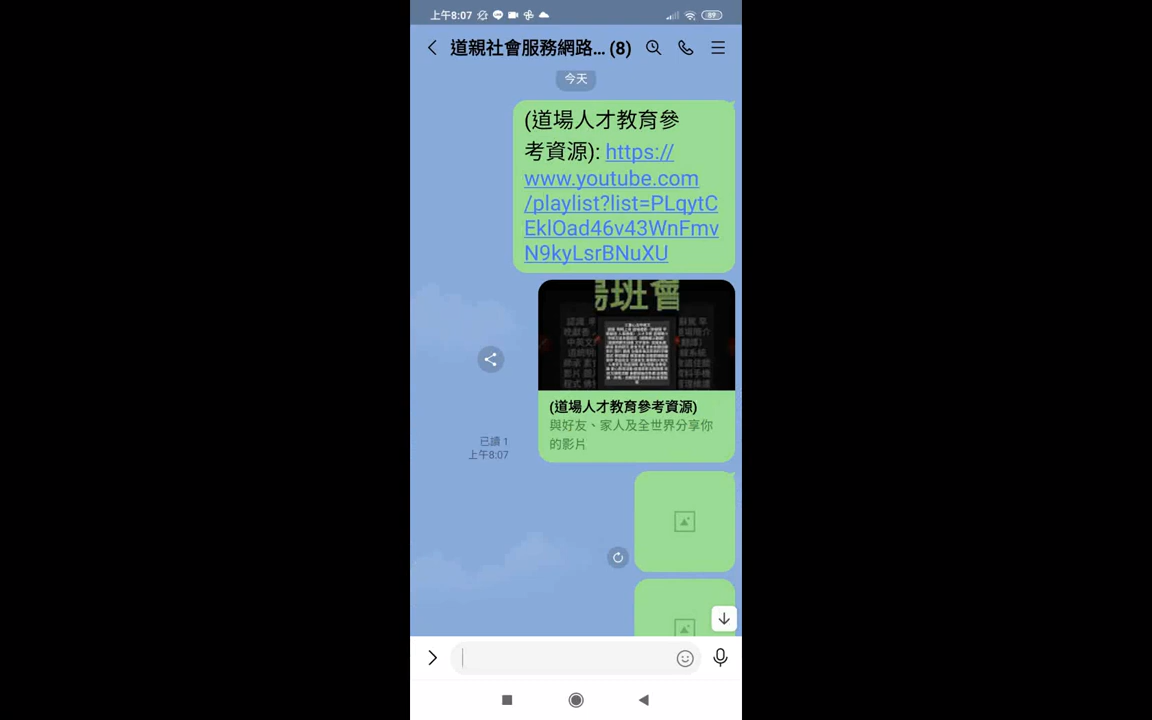 上午8:07
69
道親社會服務網路... (8)
今天
(道場人才教育參
考資源): https://
www.youtube.com
/playlist?list=PLqytC
EklOad46v43WnFmv
N9kyLsrBNuXU
場班會
(道場人才教育參考資源)
與好友、家人及全世界分享你
的影片
已讀 1
上午8:07